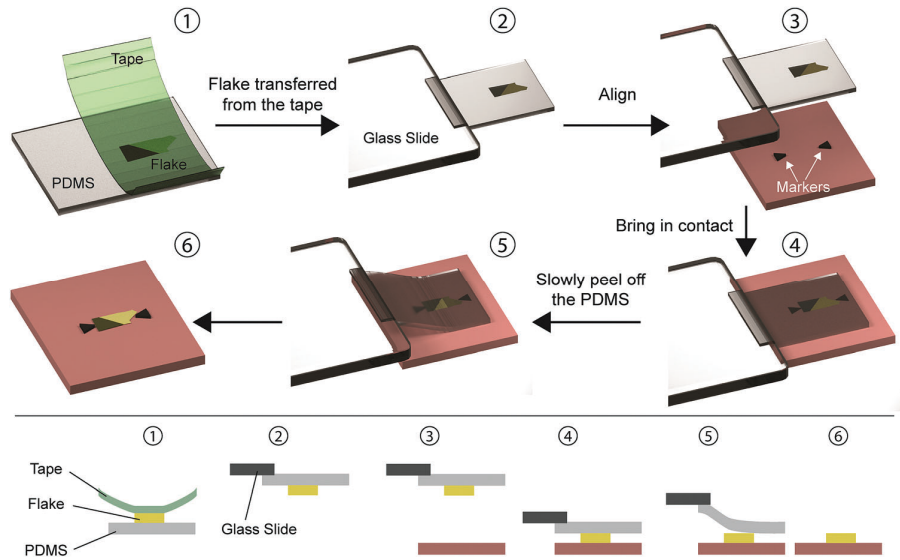 ①
Tape
PDMS
Flake
Flake transferred
from the tape
②
Glass Slide
Align
③
Markers
Bring in contact
④
Slowly peel off
the PDMS
⑤
⑥
①
Tape
Flake
PDMS
②
Glass Slide
③
④
⑤
⑥